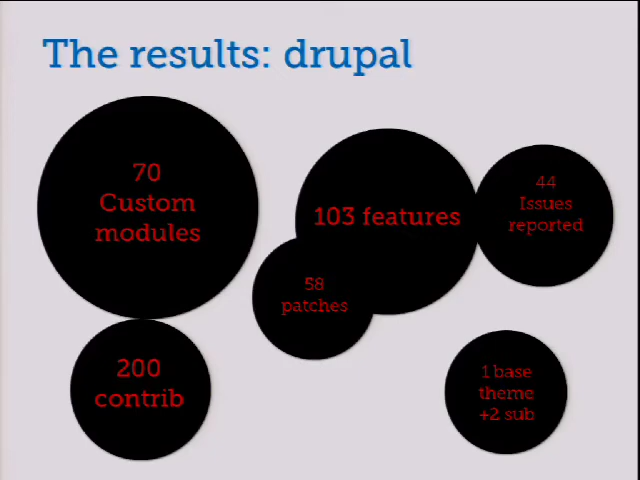 The results: drupal
70
Custom
modules
103 features
44
Issues
reported
58
patches
200
contrib
1 base
theme
+2 sub